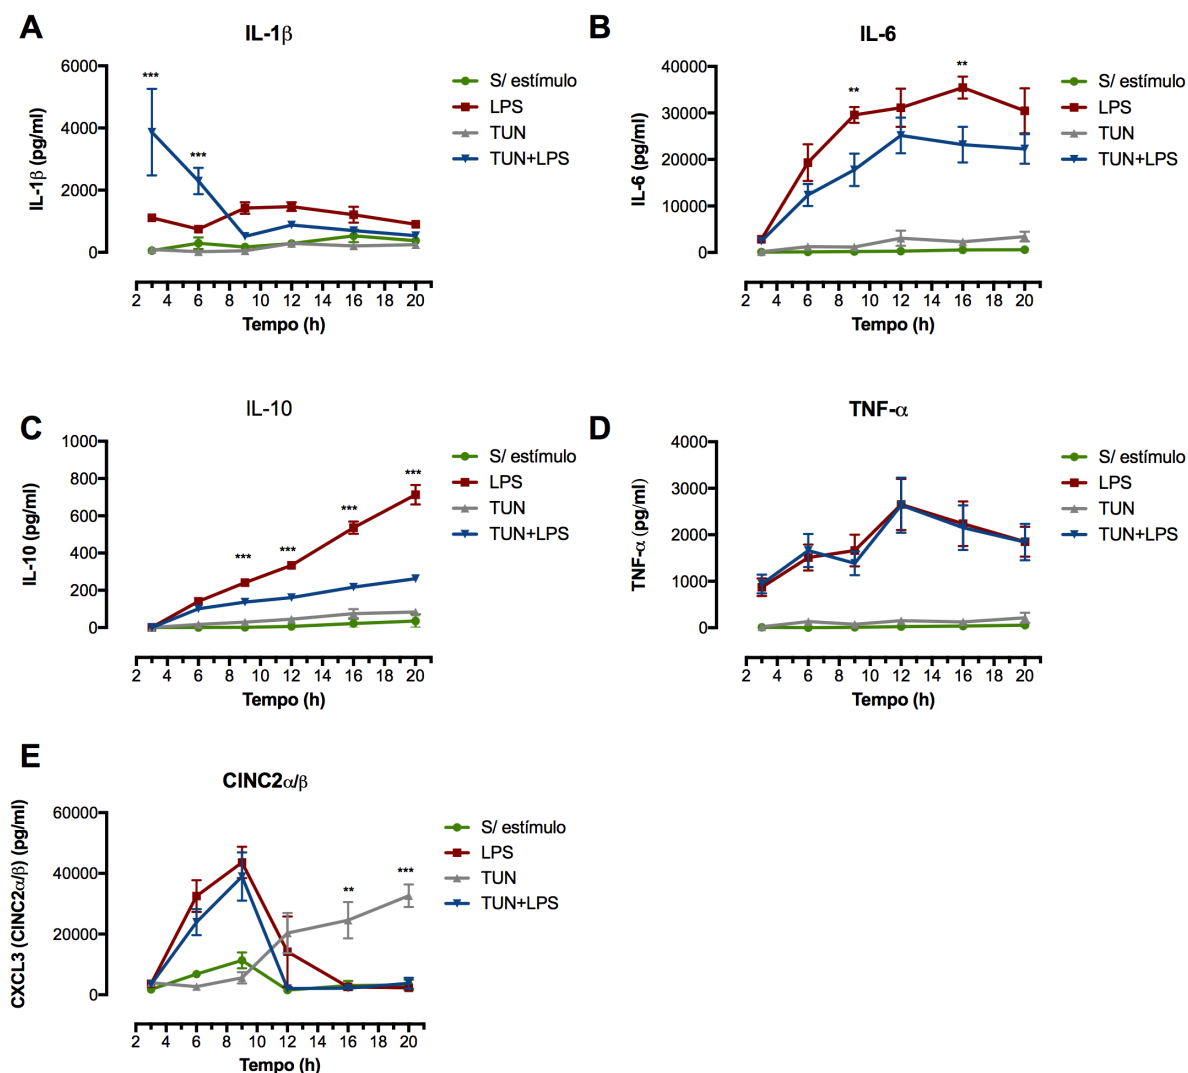 A
IL-1β
6000
4000
2000
0
IL-1β (pg/ml)
***
***
2 4 6 8 10 12 14 16 18 20
Tempo (h)
S/ estímulo
LPS
TUN
TUN+LPS
B
IL-6
40000
30000
20000
10000
0
IL-6 (pg/ml)
**
**
2 4 6 8 10 12 14 16 18 20
Tempo (h)
S/ estímulo
LPS
TUN
TUN+LPS
C
IL-10
1000
800
600
400
200
0
IL-10 (pg/ml)
***
***
***
***
2 4 6 8 10 12 14 16 18 20
Tempo (h)
S/ estímulo
LPS
TUN
TUN+LPS
D
TNF-α
4000
3000
2000
1000
0
TNF-α (pg/ml)
2 4 6 8 10 12 14 16 18 20
Tempo (h)
S/ estímulo
LPS
TUN
TUN+LPS
E
CINC2α/β
60000
40000
20000
0
CXCL3 (CINC2α/β) (pg/ml)
**
***
2 4 6 8 10 12 14 16 18 20
Tempo (h)
S/ estímulo
LPS
TUN
TUN+LPS